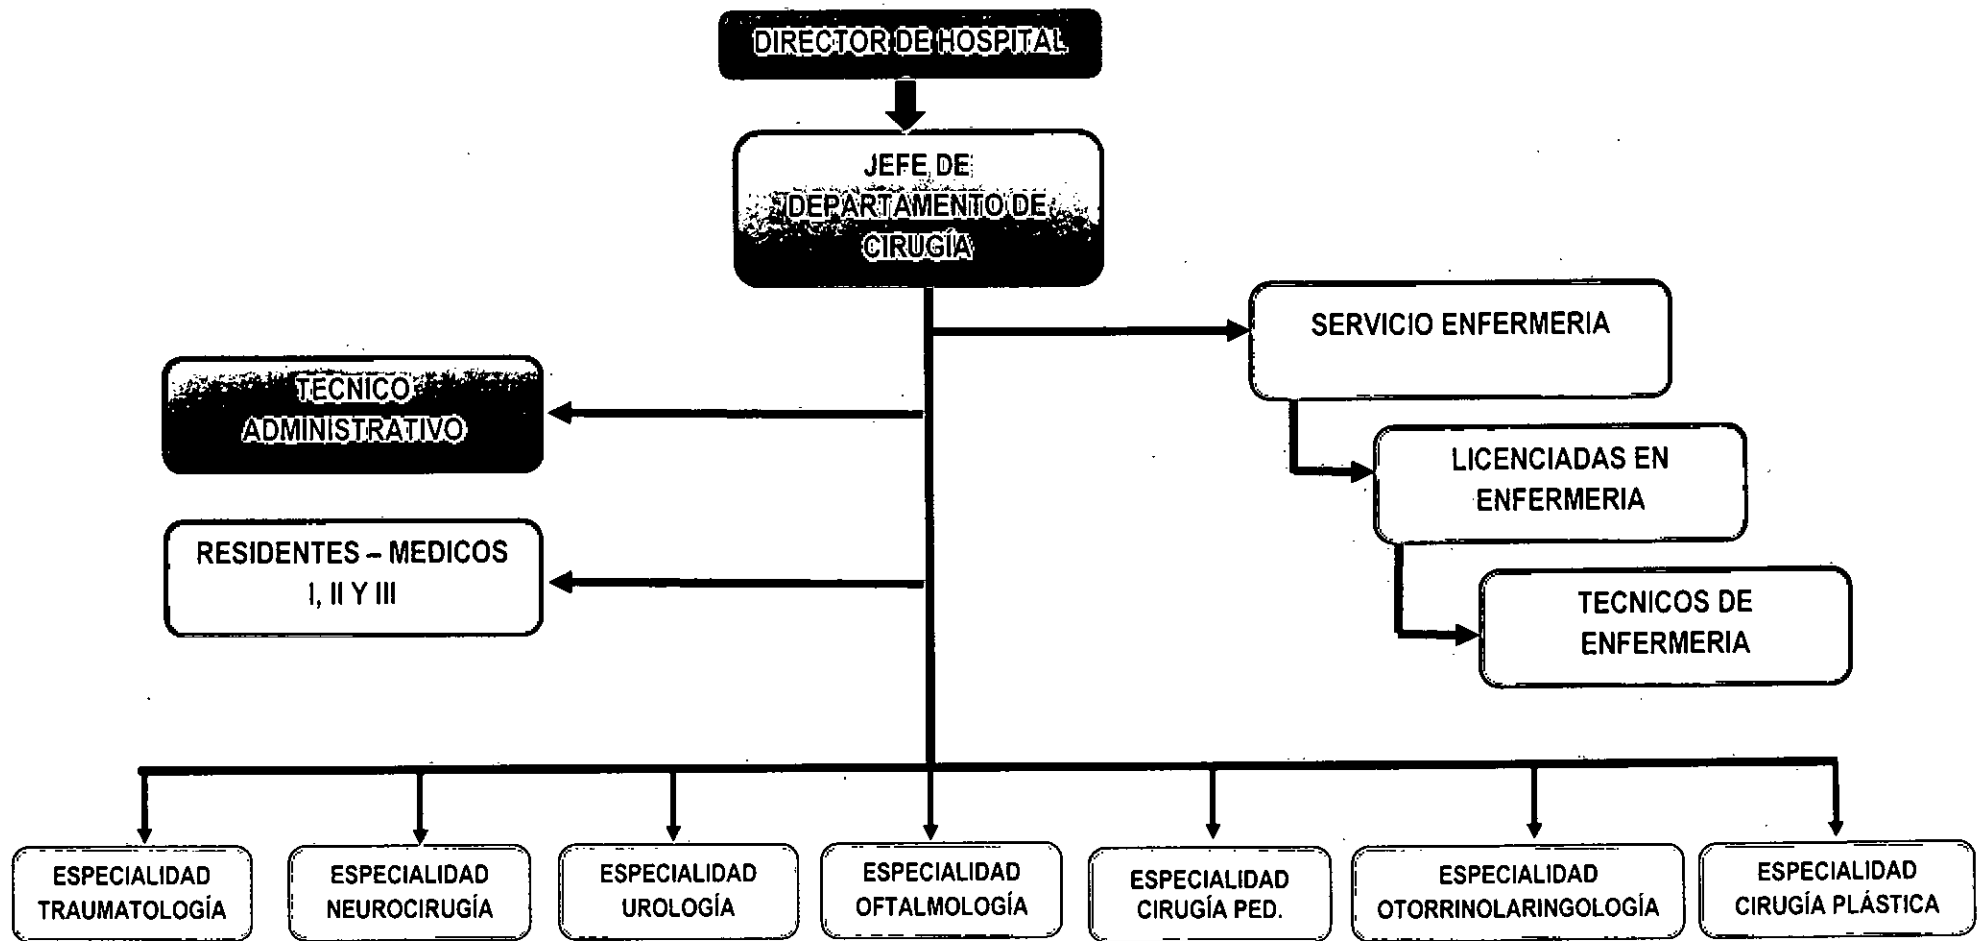 DIRECTOR DE HOSPITAL
JEFE DE
DEPARTAMENTO DE
CIRUGÍA
SERVICIO ENFERMERIA
TECNICO
ADMINISTRATIVO
LICENCIADAS EN
ENFERMERIA
RESIDENTES – MEDICOS
I, II Y III
TECNICOS DE
ENFERMERIA
ESPECIALIDAD
TRAUMATOLOGÍA
ESPECIALIDAD
NEUROCIRUGÍA
ESPECIALIDAD
UROLOGÍA
ESPECIALIDAD
OFTALMOLOGÍA
ESPECIALIDAD
CIRUGÍA PED.
ESPECIALIDAD
OTORRINOLARINGOLOGÍA
ESPECIALIDAD
CIRUGÍA PLÁSTICA